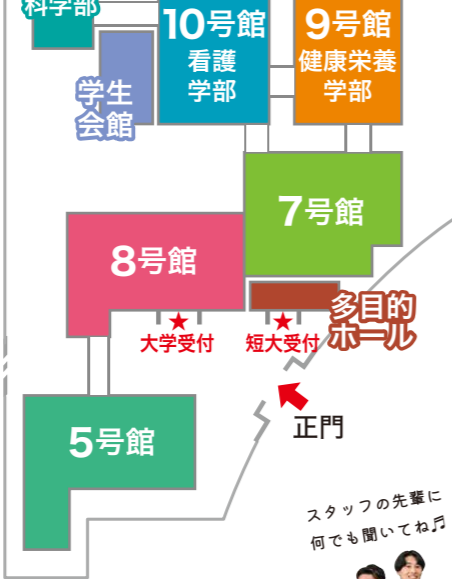 科学部
10号館
看護
学部
9号館
健康栄養
学部
学生
会館
7号館
8号館
多目的
ホール
大学受付
短大受付
正門
5号館
スタッフの先輩に
何でも聞いてね♬